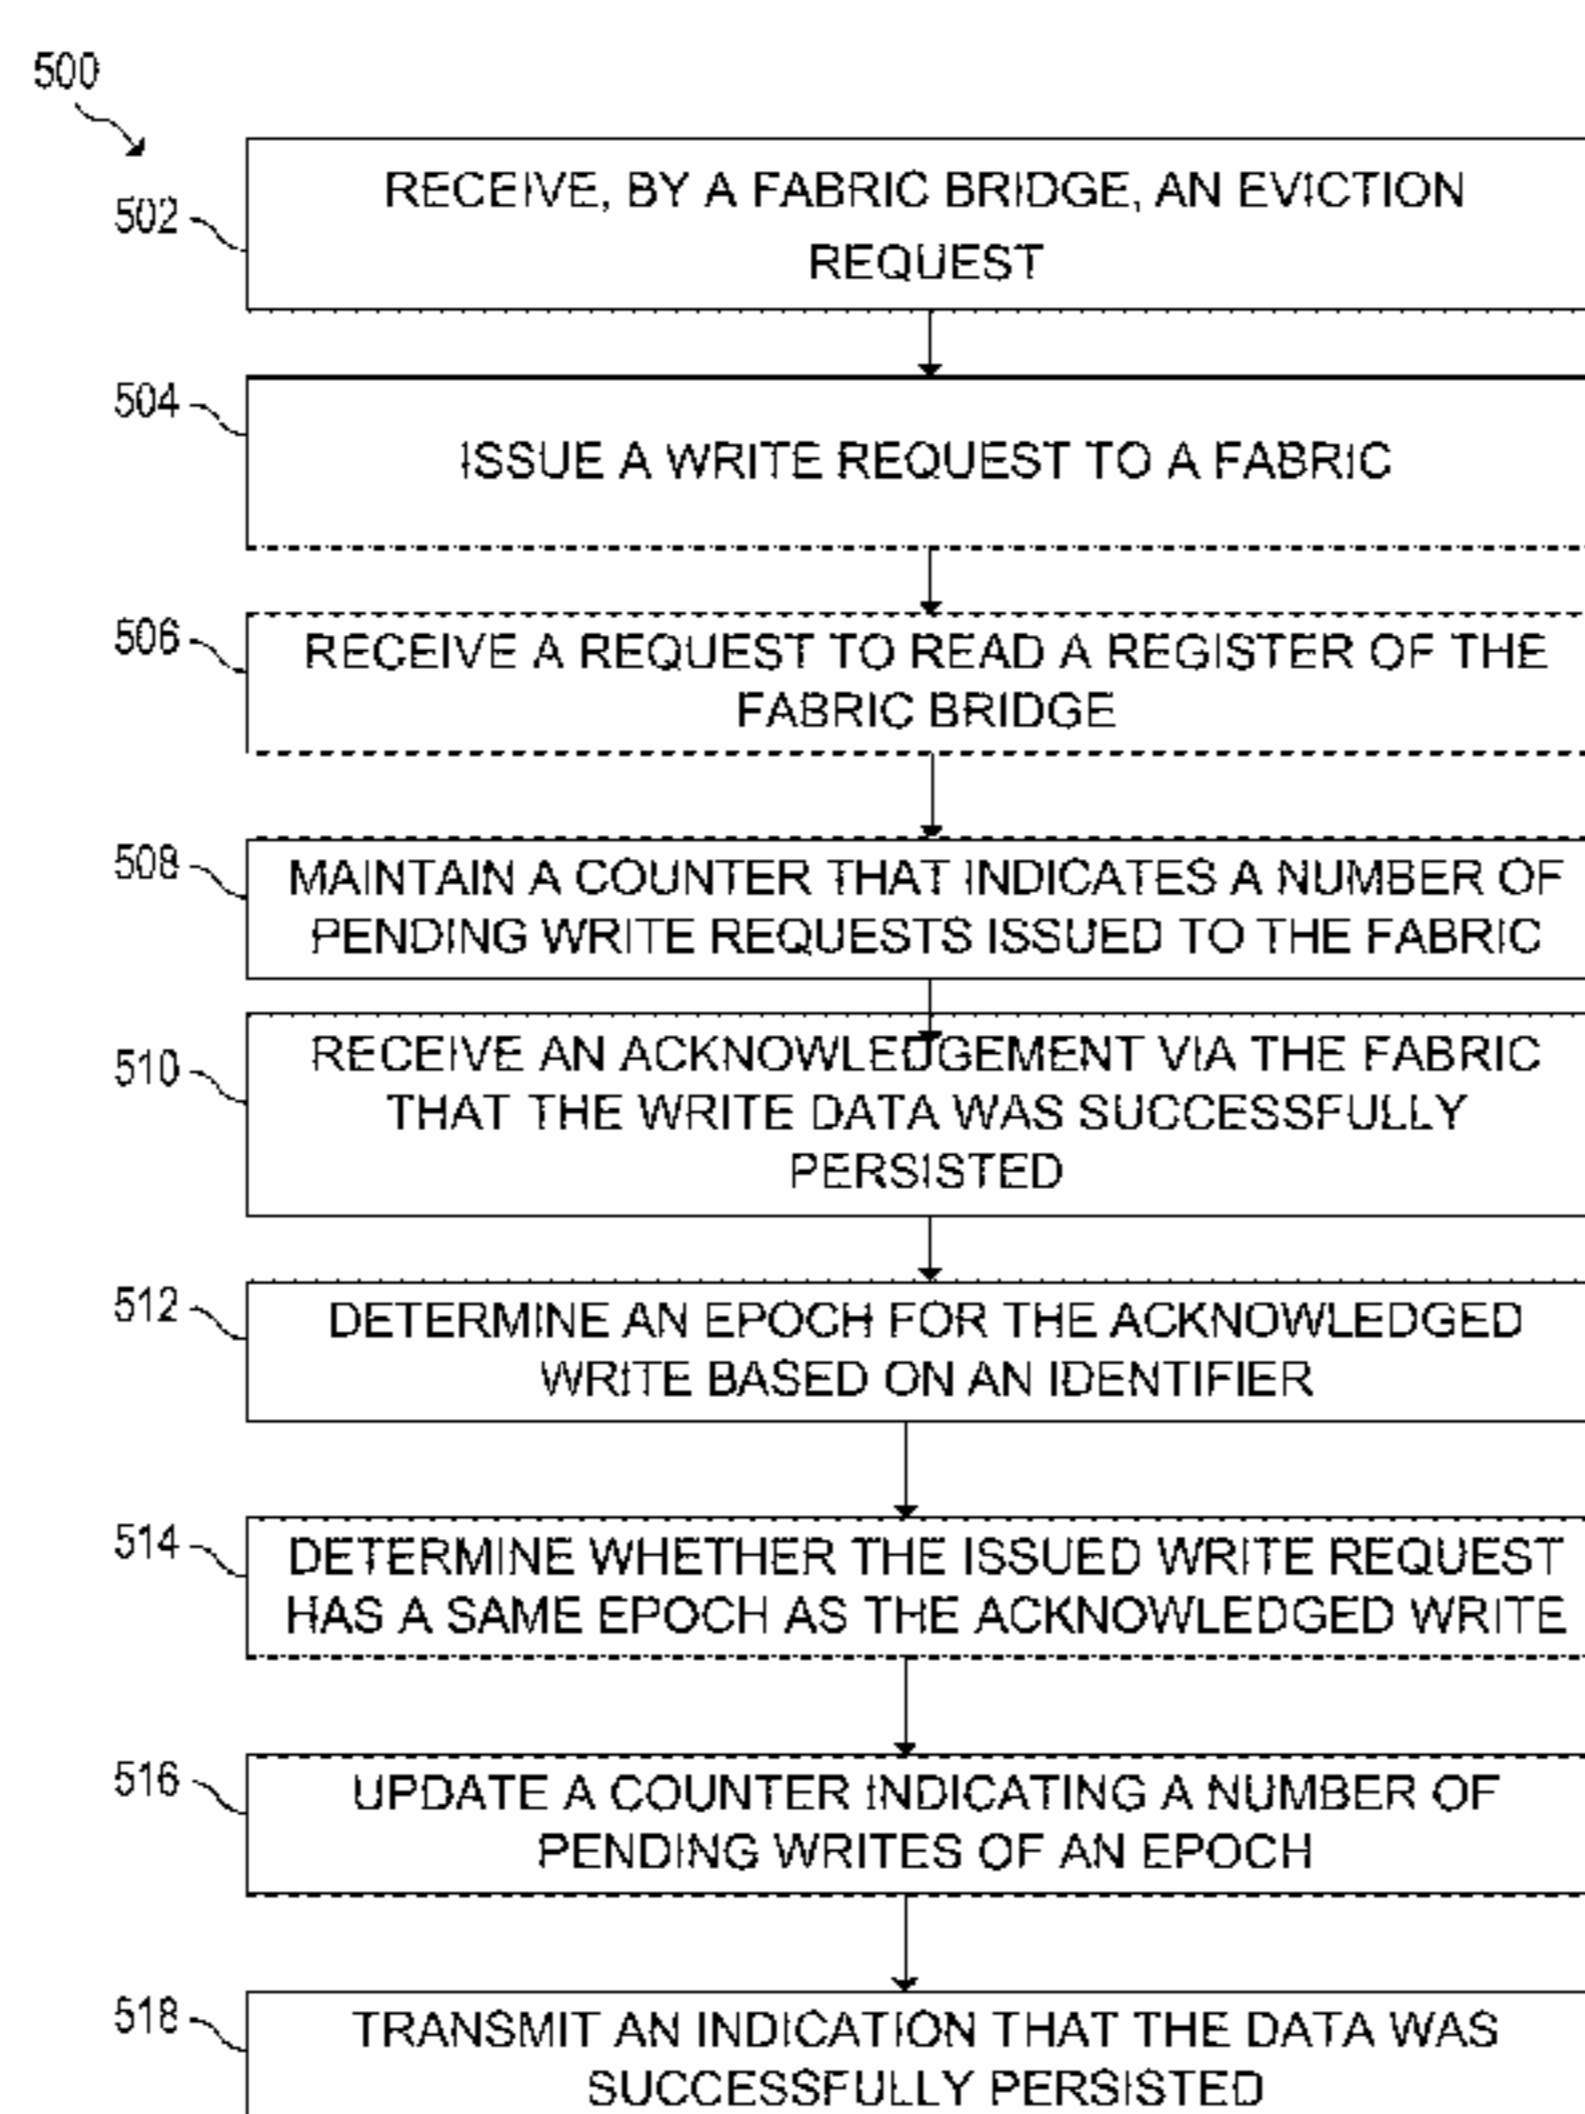 500
502
RECEIVE, BY A FABRIC BRIDGE, AN EVICTION
REQUEST
504
ISSUE A WRITE REQUEST TO A FABRIC
506
RECEIVE A REQUEST TO READ A REGISTER OF THE
FABRIC BRIDGE
508
MAINTAIN A COUNTER THAT INDICATES A NUMBER OF
PENDING WRITE REQUESTS ISSUED TO THE FABRIC
510
RECEIVE AN ACKNOWLEDGEMENT VIA THE FABRIC
THAT THE WRITE DATA WAS SUCCESSFULLY
PERSISTED
512
DETERMINE AN EPOCH FOR THE ACKNOWLEDGED
WRITE BASED ON AN IDENTIFIER
514
DETERMINE WHETHER THE ISSUED WRITE REQUEST
HAS A SAME EPOCH AS THE ACKNOWLEDGED WRITE
516
UPDATE A COUNTER INDICATING A NUMBER OF
PENDING WRITES OF AN EPOCH
518
TRANSMIT AN INDICATION THAT THE DATA WAS
SUCCESSFULLY PERSISTED